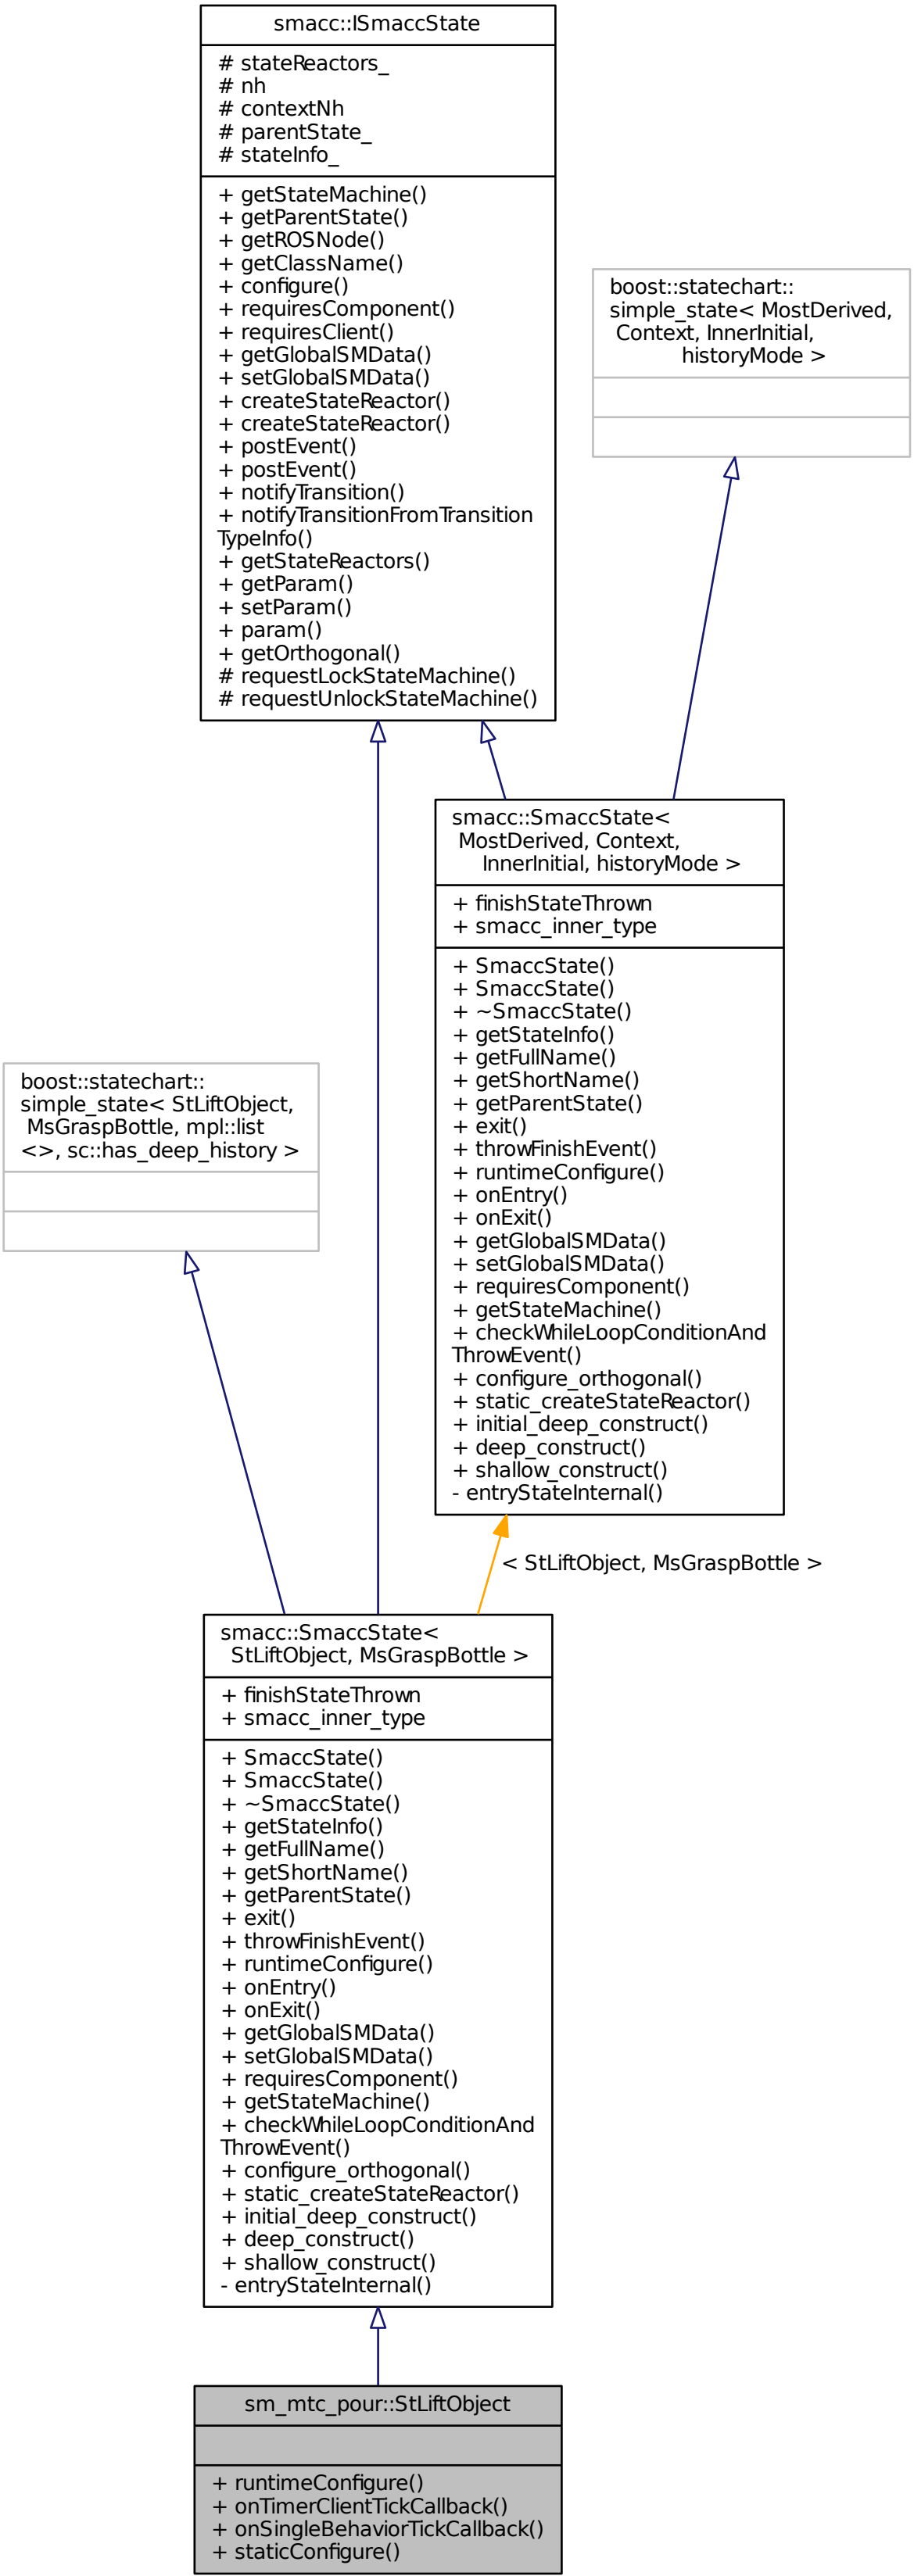 smacc::ISmaccState
# stateReactors_
# nh
# contextNh
# parentState_
# stateInfo_
+ getStateMachine()
+ getParentState()
+ getROSNode()
+ getClassName()
+ configure()
+ requiresComponent()
+ requiresClient()
+ getGlobalSMData()
+ setGlobalSMData()
+ createStateReactor()
+ createStateReactor()
+ postEvent()
+ postEvent()
+ notifyTransition()
+ notifyTransitionFromTransition
TypeInfo()
+ getStateReactors()
+ getParam()
+ setParam()
+ param()
+ getOrthogonal()
# requestLockStateMachine()
# requestUnlockStateMachine()
boost::statechart::
simple_state< MostDerived,
Context, InnerInitial,
historyMode >
smacc::SmaccState<
MostDerived, Context,
InnerInitial, historyMode >
+ finishStateThrown
+ smacc_inner_type
+ SmaccState()
+ SmaccState()
+ ~SmaccState()
+ getStateInfo()
+ getFullName()
+ getShortName()
+ getParentState()
+ exit()
+ throwFinishEvent()
+ runtimeConfigure()
+ onEntry()
+ onExit()
+ getGlobalSMData()
+ setGlobalSMData()
+ requiresComponent()
+ getStateMachine()
+ checkWhileLoopConditionAnd
ThrowEvent()
+ configure_orthogonal()
+ static_createStateReactor()
+ initial_deep_construct()
+ deep_construct()
+ shallow_construct()
- entryStateInternal()
boost::statechart::
simple_state< StLiftObject,
MsGraspBottle, mpl::list
<>, sc::has_deep_history >
< StLiftObject, MsGraspBottle >
smacc::SmaccState<
StLiftObject, MsGraspBottle >
+ finishStateThrown
+ smacc_inner_type
+ SmaccState()
+ SmaccState()
+ ~SmaccState()
+ getStateInfo()
+ getFullName()
+ getShortName()
+ getParentState()
+ exit()
+ throwFinishEvent()
+ runtimeConfigure()
+ onEntry()
+ onExit()
+ getGlobalSMData()
+ setGlobalSMData()
+ requiresComponent()
+ getStateMachine()
+ checkWhileLoopConditionAnd
ThrowEvent()
+ configure_orthogonal()
+ static_createStateReactor()
+ initial_deep_construct()
+ deep_construct()
+ shallow_construct()
- entryStateInternal()
sm_mtc_pour::StLiftObject
+ runtimeConfigure()
+ onTimerClientTickCallback()
+ onSingleBehaviorTickCallback()
+ staticConfigure()